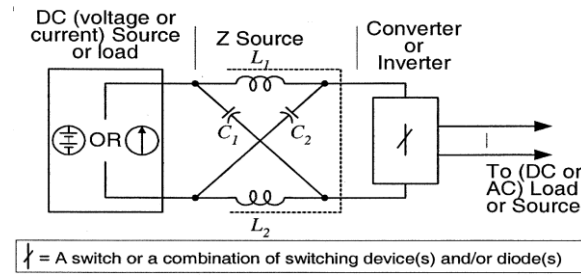 DC (voltage or
current) Source
or load
Z Source
Converter
or
Inverter
L1
C1
C2
OR
L2
To (DC or
AC) Load
or Source
= A switch or a combination of switching device(s) and/or diode(s)